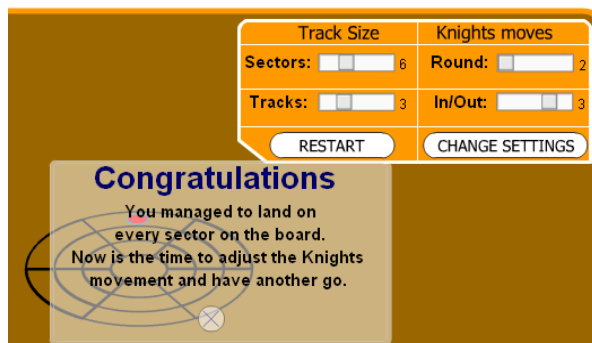 Track Size
Knights moves
Sectors: 6
Round: 2
Tracks: 3
In/Out: 3
RESTART
CHANGE SETTINGS
Congratulations
You managed to land on
every sector on the board.
Now is the time to adjust the Knights
movement and have another go.